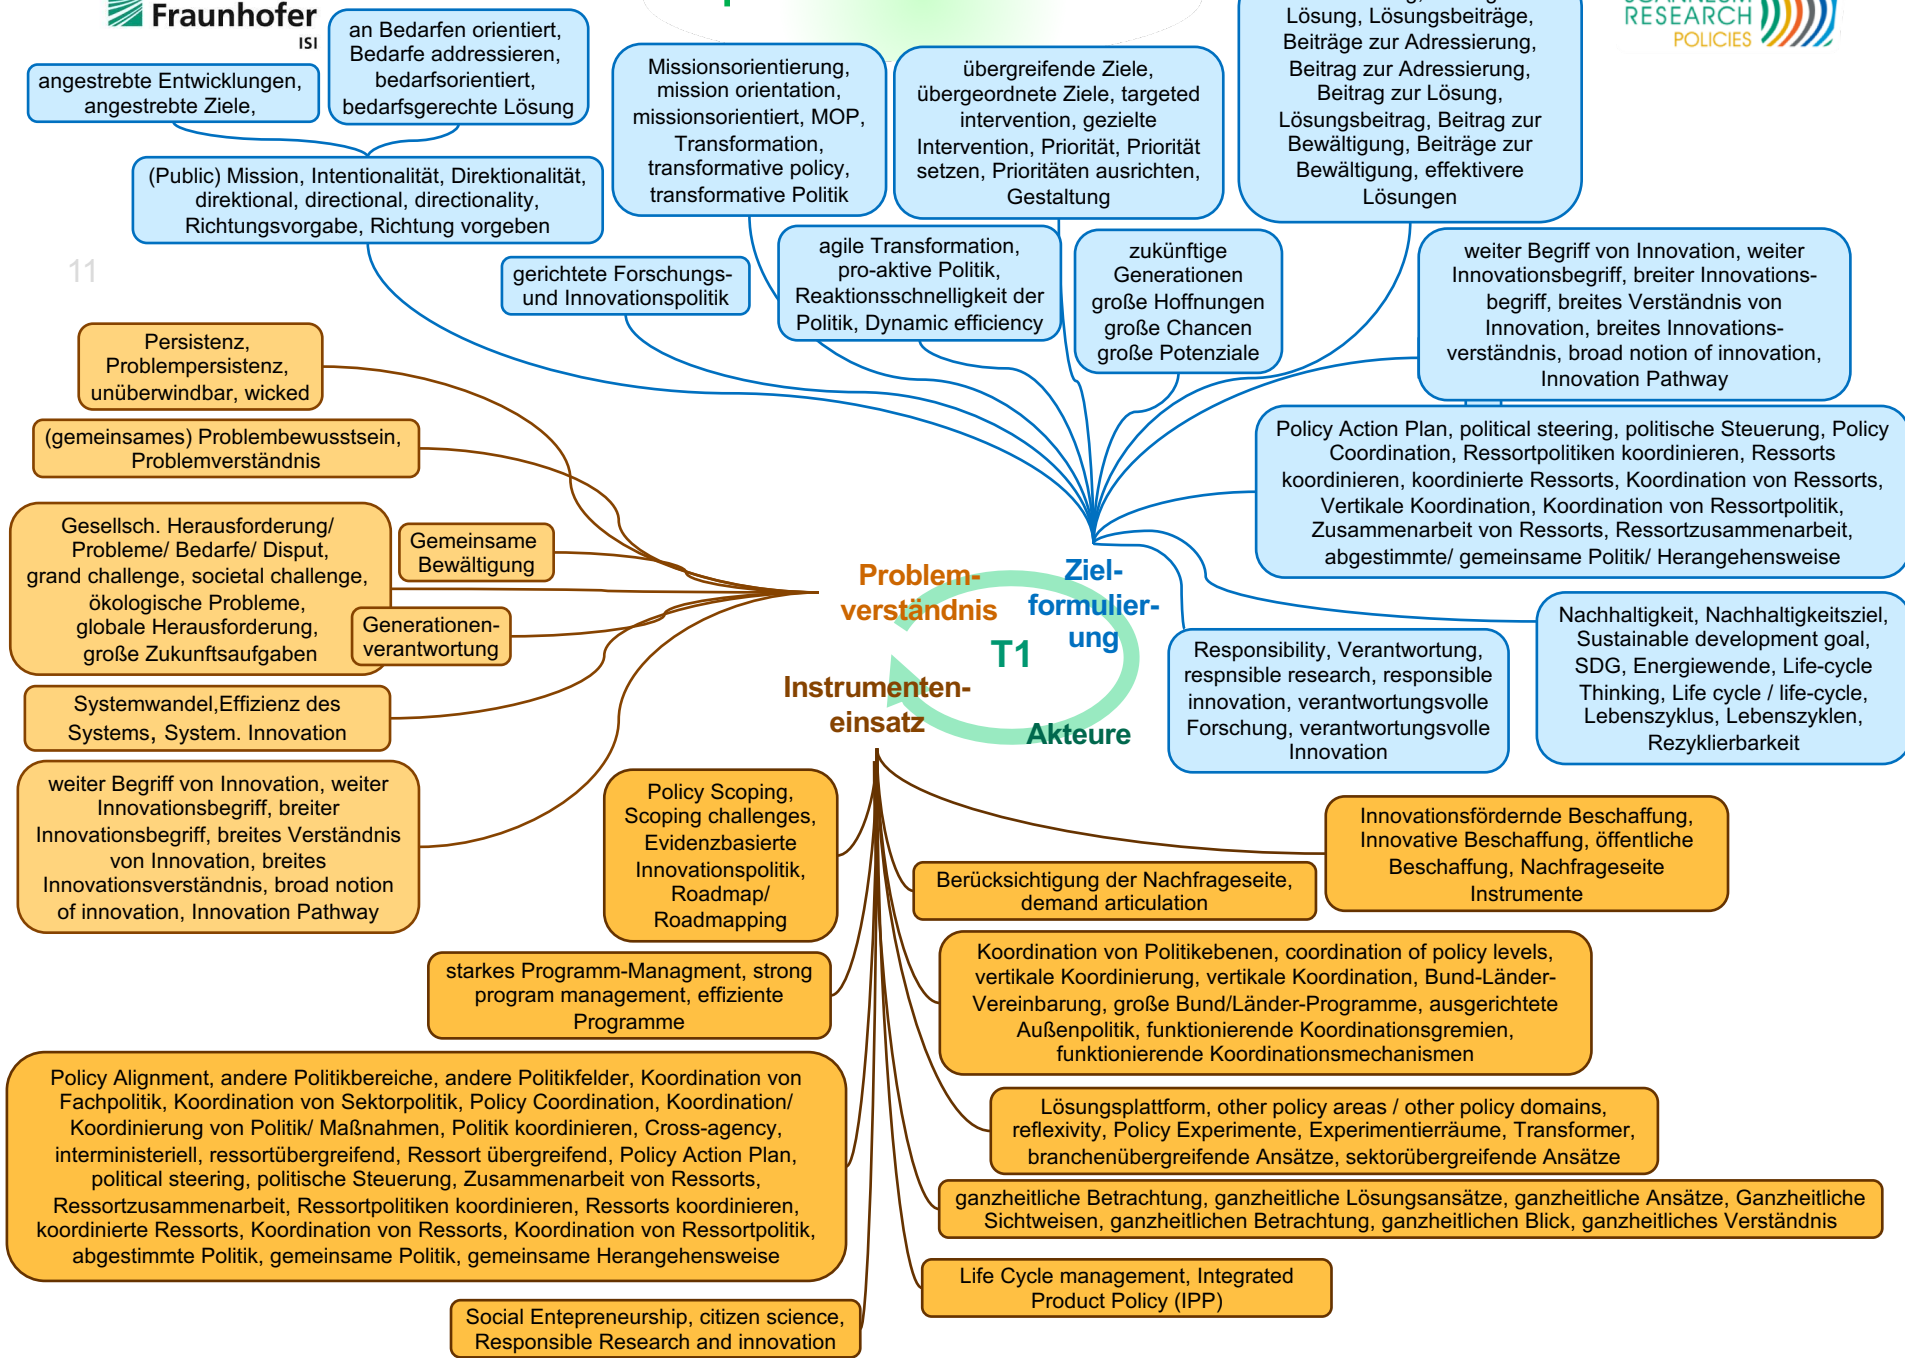 Fraunhofer
ISI
RESEARCH
POLICIES
an Bedarfen orientiert,
Bedarfe addressieren,
bedarfsorientiert,
bedarfsgerechte Lösung
angestrebte Entwicklungen,
angestrebte Ziele,
(Public) Mission, Intentionalität, Direktionalität,
direktional, directional, directionality,
Richtungsvorgabe, Richtung vorgeben
Missionsorientierung,
mission orientation,
missionsorientiert, MOP,
Transformation,
transformative policy,
transformative Politik
übergreifende Ziele,
übergeordnete Ziele, targeted
intervention, gezielte
Intervention, Priorität, Priorität
setzen, Prioritäten ausrichten,
Gestaltung
Lösung, Lösungsbeiträge,
Beiträge zur Adressierung,
Beitrag zur Adressierung,
Beitrag zur Lösung,
Lösungsbeitrag, Beitrag zur
Bewältigung, Beiträge zur
Bewältigung, effektivere
Lösungen
11
gerichtete Forschungs-
und Innovationspolitik
agile Transformation,
pro-aktive Politik,
Reaktionsschnelligkeit der
Politik, Dynamic efficiency
zukünftige
Generationen
große Hoffnungen
große Chancen
große Potenziale
weiter Begriff von Innovation, weiter
Innovationsbegriff, breiter Innovations-
begriff, breites Verständnis von
Innovation, breites Innovations-
verständnis, broad notion of innovation,
Innovation Pathway
Persistenz,
Problempersistenz,
unüberwindbar, wicked
(gemeinsames) Problembewusstsein,
Problemverständnis
Policy Action Plan, political steering, politische Steuerung, Policy
Coordination, Ressortpolitiken koordinieren, Ressorts
koordinieren, koordinierte Ressorts, Koordination von Ressorts,
Vertikale Koordination, Koordination von Ressortpolitik,
Zusammenarbeit von Ressorts, Ressortzusammenarbeit,
abgestimmte/ gemeinsame Politik/ Herangehensweise
Gesellsch. Herausforderung/
Probleme/ Bedarfe/ Disput,
grand challenge, societal challenge,
ökologische Probleme,
globale Herausforderung,
große Zukunftsaufgaben
Gemeinsame
Bewältigung
Generationen-
verantwortung
Problem-
verständnis
Ziel-
formulier-
ung
T1
Instrumenten-
einsatz
Akteure
Responsibility, Verantwortung,
respnsible research, responsible
innovation, verantwortungsvolle
Forschung, verantwortungsvolle
Innovation
Nachhaltigkeit, Nachhaltigkeitsziel,
Sustainable development goal,
SDG, Energiewende, Life-cycle
Thinking, Life cycle / life-cycle,
Lebenszyklus, Lebenszyklen,
Rezyklierbarkeit
Systemwandel,Effizienz des
Systems, System. Innovation
weiter Begriff von Innovation, weiter
Innovationsbegriff, breiter
Innovationsbegriff, breites Verständnis
von Innovation, breites
Innovationsverständnis, broad notion
of innovation, Innovation Pathway
Policy Scoping,
Scoping challenges,
Evidenzbasierte
Innovationspolitik,
Roadmap/
Roadmapping
Innovationsfördernde Beschaffung,
Innovative Beschaffung, öffentliche
Beschaffung, Nachfrageseite
Instrumente
Berücksichtigung der Nachfrageseite,
demand articulation
starkes Programm-Managment, strong
program management, effiziente
Programme
Koordination von Politikebenen, coordination of policy levels,
vertikale Koordinierung, vertikale Koordination, Bund-Länder-
Vereinbarung, große Bund/Länder-Programme, ausgerichtete
Außenpolitik, funktionierende Koordinationsgremien,
funktionierende Koordinationsmechanismen
Policy Alignment, andere Politikbereiche, andere Politikfelder, Koordination von
Fachpolitik, Koordination von Sektorpolitik, Policy Coordination, Koordination/
Koordinierung von Politik/ Maßnahmen, Politik koordinieren, Cross-agency,
interministeriell, ressortübergreifend, Ressort übergreifend, Policy Action Plan,
political steering, politische Steuerung, Zusammenarbeit von Ressorts,
Ressortzusammenarbeit, Ressortpolitiken koordinieren, Ressorts koordinieren,
koordinierte Ressorts, Koordination von Ressorts, Koordination von Ressortpolitik,
abgestimmte Politik, gemeinsame Politik, gemeinsame Herangehensweise
Lösungsplattform, other policy areas / other policy domains,
reflexivity, Policy Experimente, Experimentierräume, Transformer,
branchenübergreifende Ansätze, sektorübergreifende Ansätze
ganzheitliche Betrachtung, ganzheitliche Lösungsansätze, ganzheitliche Ansätze, Ganzheitliche
Sichtweisen, ganzheitlichen Betrachtung, ganzheitlichen Blick, ganzheitliches Verständnis
Life Cycle management, Integrated
Product Policy (IPP)
Social Entepreneurship, citizen science,
Responsible Research and innovation